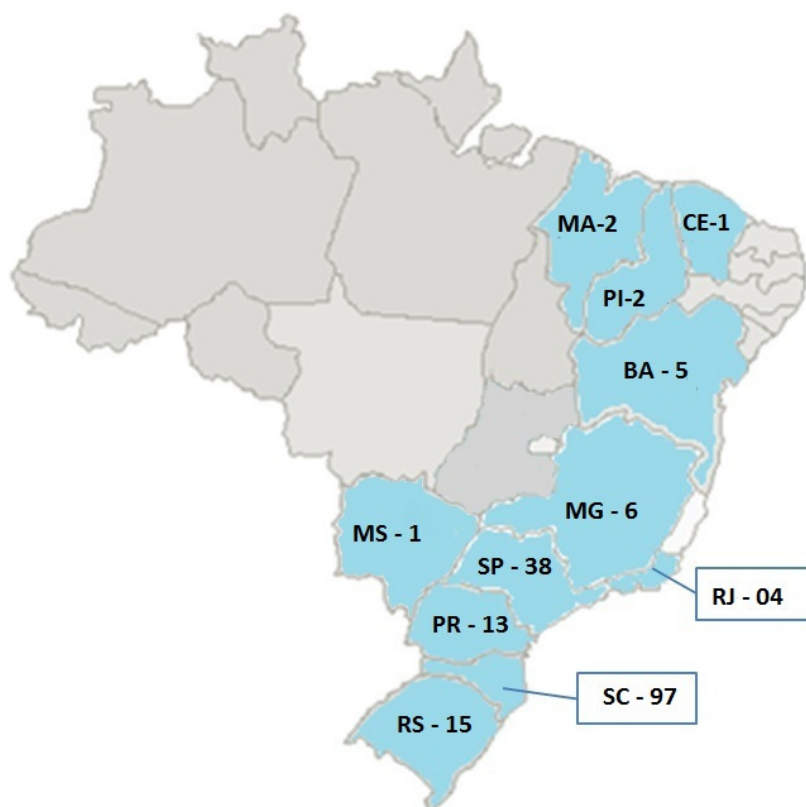 MA-2
CE-1
PI-2
BA - 5
MG - 6
MS - 1
SP - 38
RJ - 04
PR - 13
SC - 97
RS - 15